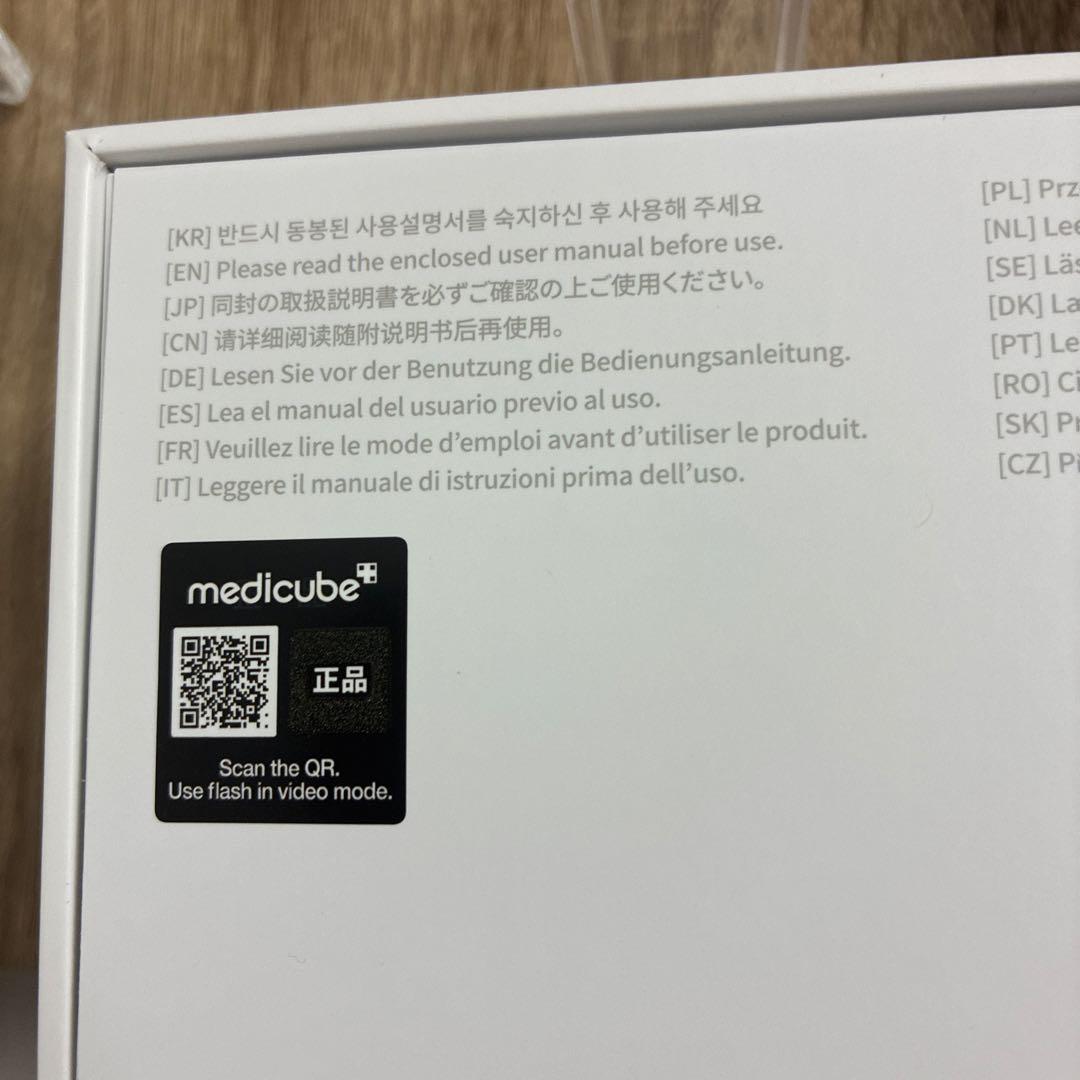 [KR] 반드시 동봉된 사용설명서를 숙지하신 후 사용해 주세요
[EN] Please read the enclosed user manual before use.
[JP] 同封の取扱説明書を必ずご確認の上ご使用ください。
[CN] 请详细阅读随附说明书后再使用。
[DE] Lesen Sie vor der Benutzung die Bedienungsanleitung.
[ES] Lea el manual del usuario previo al uso.
[FR] Veuillez lire le mode d’emploi avant d’utiliser le produit.
[IT] Leggere il manuale di istruzioni prima dell’uso.
[PL]
[NL]
[SE]
[DK]
[PT]
[RO]
[SK]
[CZ]
medicube
正品
Scan the QR.
Use flash in video mode.